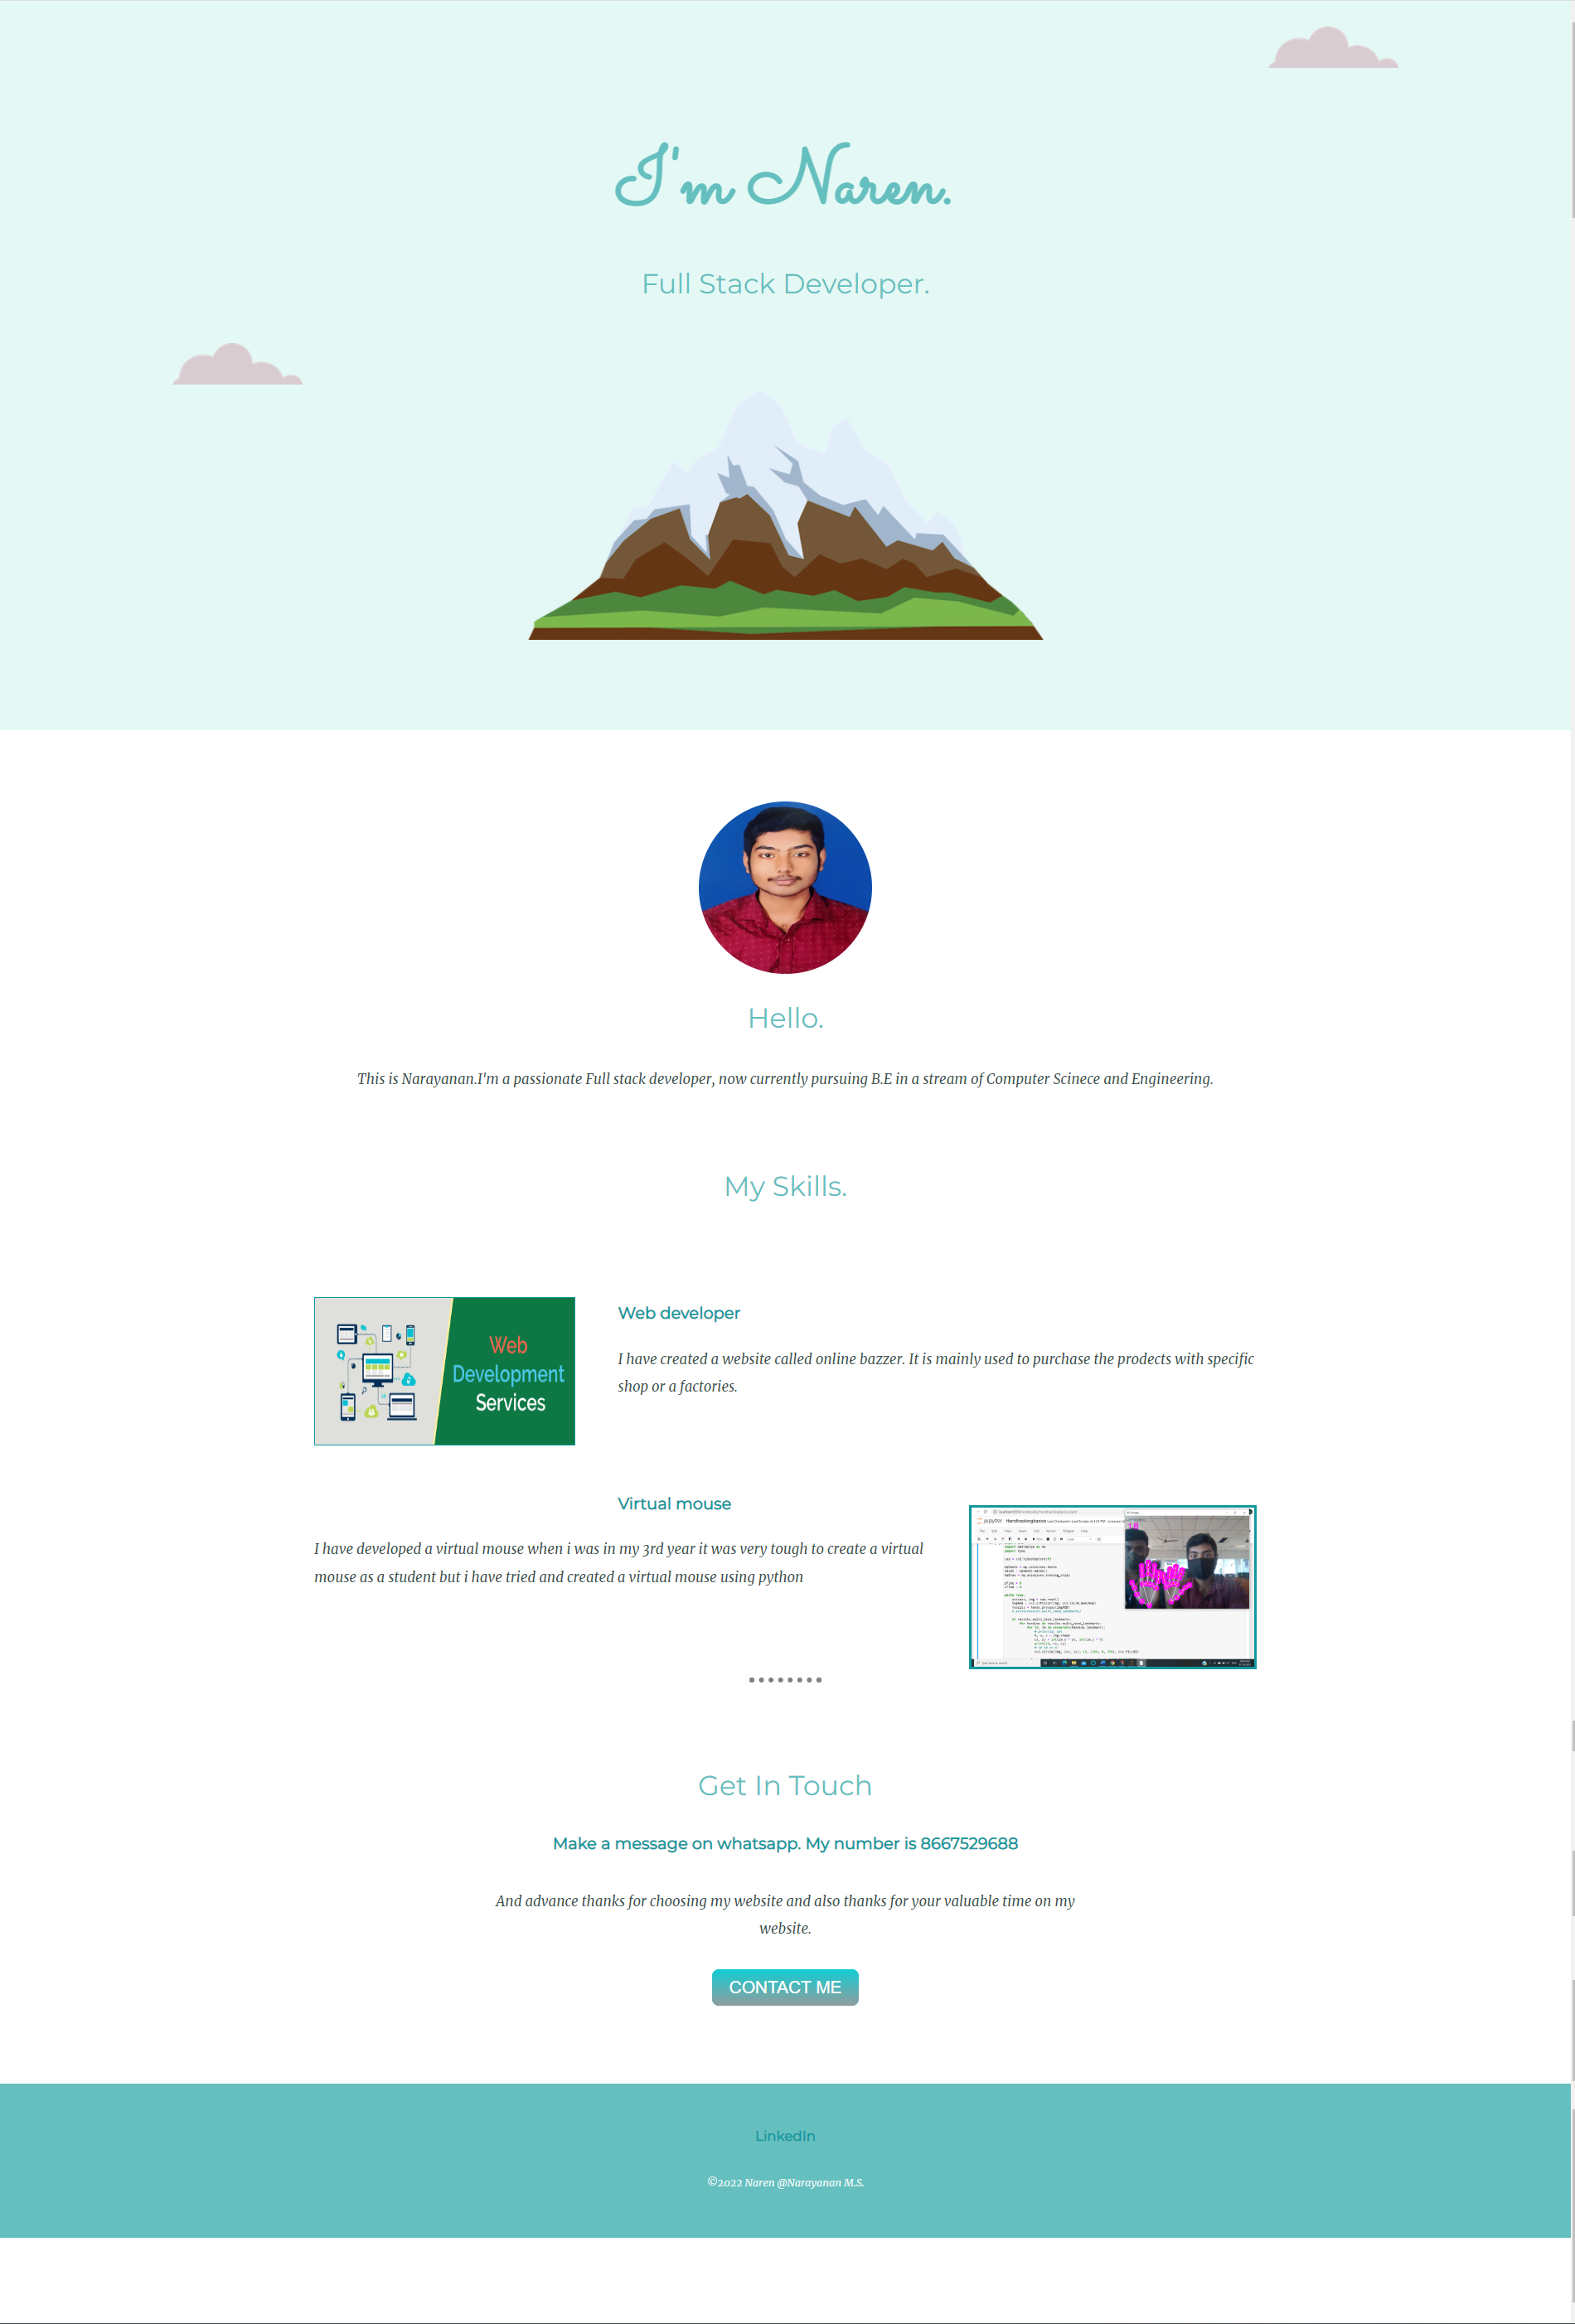 I'm Naren.
Full Stack Developer.
Hello.
This is Narayanan.I'm a passionate Full stack developer, now currently pursuing B.E in a stream of Computer Scinece and Engineering.
My Skills.
Web
Development
Services
Web developer
I have created a website called online bazzer. It is mainly used to purchase the prodects with specific
shop or a factories.
Virtual mouse
I have developed a virtual mouse when i was in my 3rd year it was very tough to create a virtual
mouse as a student but i have tried and created a virtual mouse using python
jupyter
Get In Touch
Make a message on whatsapp. My number is 8667529688
And advance thanks for choosing my website and also thanks for your valuable time on my
website.
CONTACT ME
LinkedIn
©2022 Naren @Narayanan M.S.